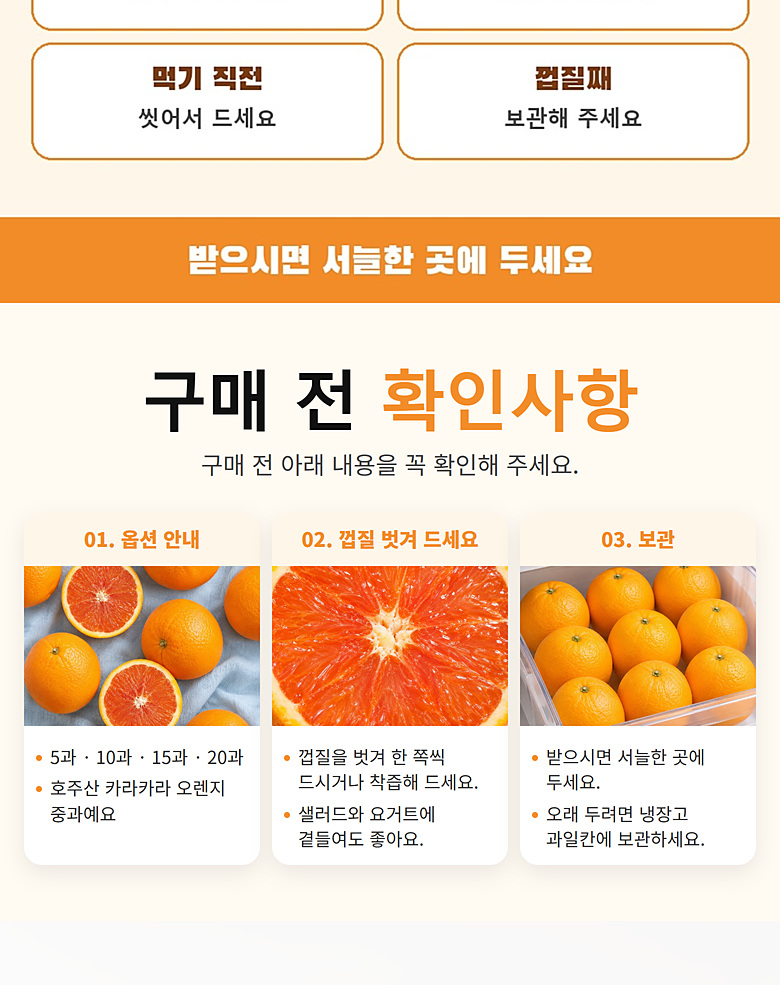 먹기 직전
씻어서 드세요
껍질째
보관해 주세요
받으시면 서늘한 곳에 두세요
구매 전 확인사항
구매 전 아래 내용을 꼭 확인해 주세요.
01. 옵션 안내
• 5과 · 10과 · 15과 · 20과
• 호주산 카라카라 오렌지
중과예요
02. 껍질 벗겨 드세요
• 껍질을 벗겨 한 쪽씩
드시거나 착즙해 드세요.
• 샐러드와 요거트에
곁들여도 좋아요.
03. 보관
• 받으시면 서늘한 곳에
두세요.
• 오래 두려면 냉장고
과일칸에 보관하세요.